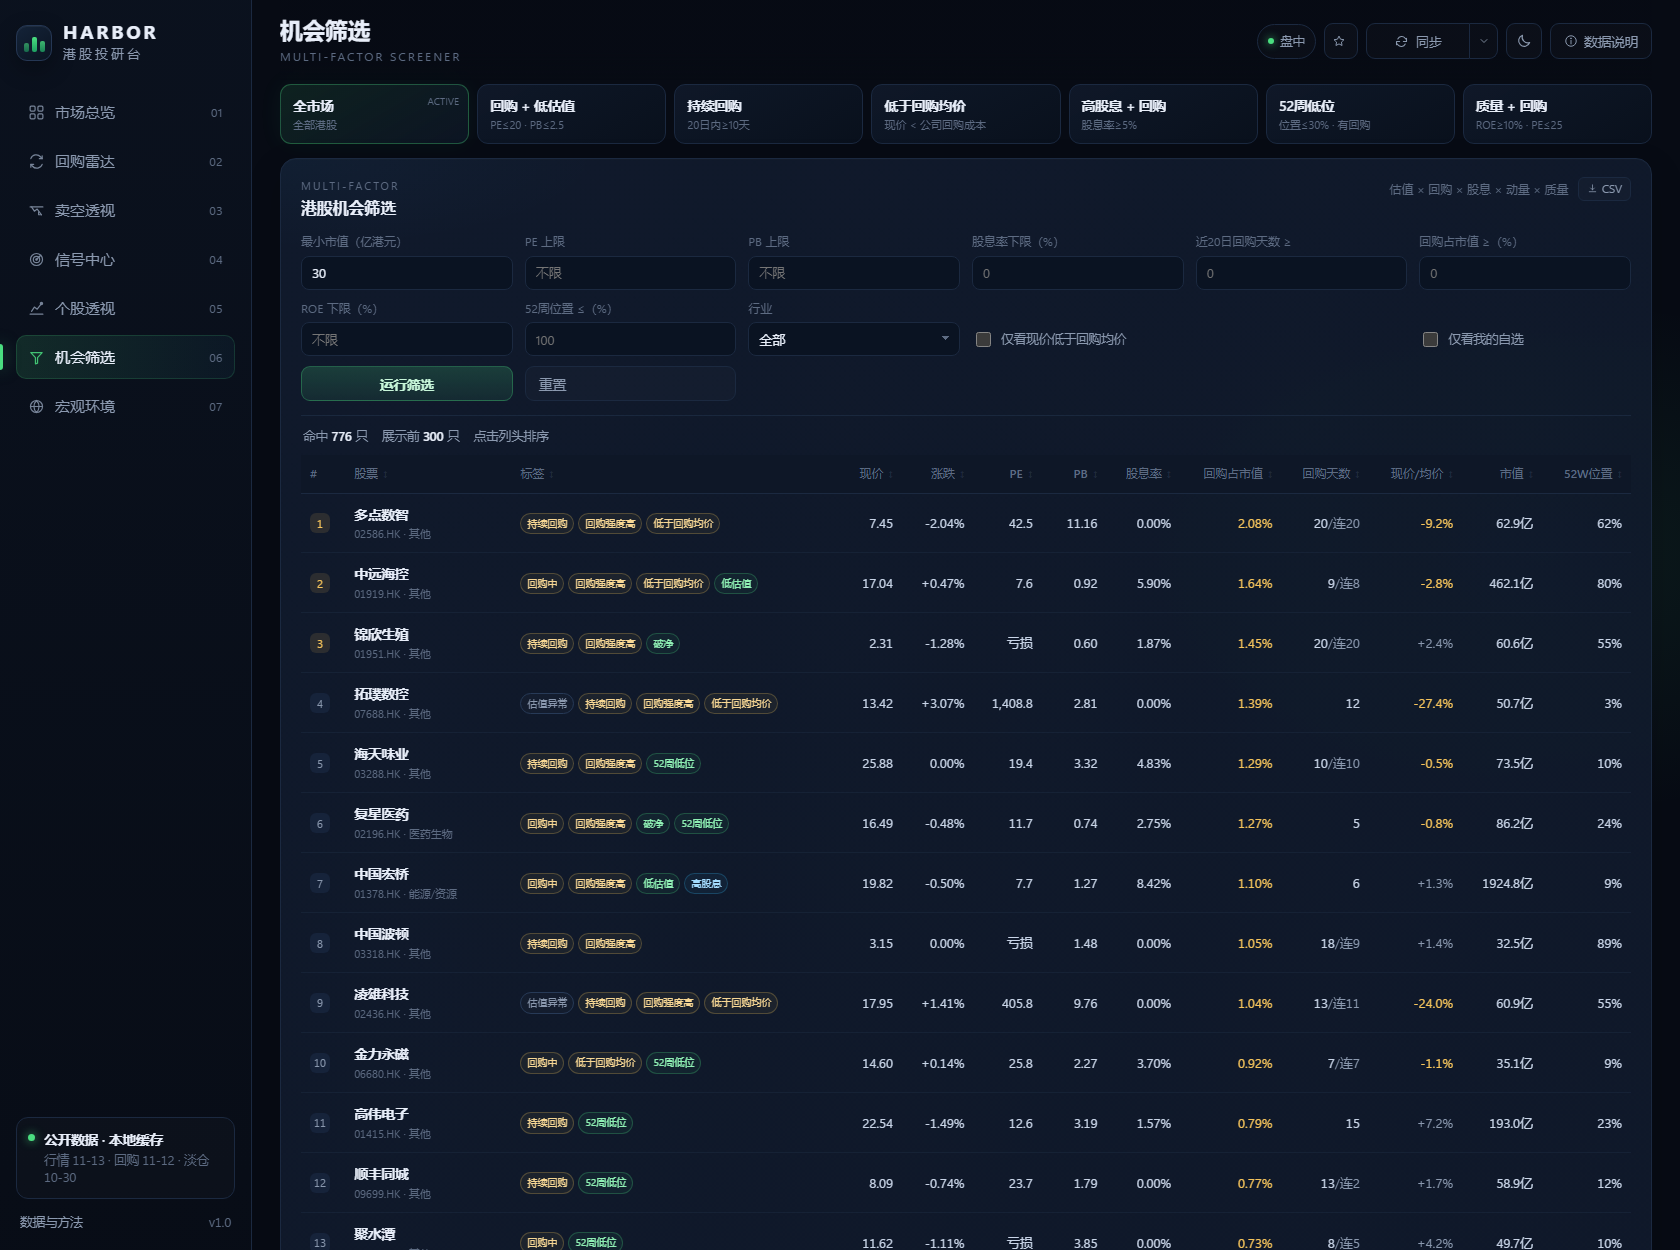 HARBOR
港股投研台
市场总览 01
回购雷达 02
卖空透视 03
信号中心 04
个股透视 05
机会筛选 06
宏观环境 07
公开数据 · 本地缓存
行情 11-13 · 回购 11-12 · 淡仓
10-30
数据与方法 v1.0
机会筛选
MULTI-FACTOR SCREENER
盘中
同步
数据说明
全市场 ACTIVE
全部港股
回购 + 低估值
PE≤20 · PB≤2.5
持续回购
20日内≥10天
低于回购均价
现价 < 公司回购成本
高股息 + 回购
股息率≥5%
52周低位
位置≤30% · 有回购
质量 + 回购
ROE≥10% · PE≤25
MULTI-FACTOR
港股机会筛选
估值 × 回购 × 股息 × 动量 × 质量 CSV
最小市值（亿港元） PE 上限 PB 上限 股息率下限（%） 近20日回购天数 ≥ 回购占市值 ≥（%）
30 不限 不限 0 0 0
ROE 下限（%） 52周位置 ≤（%） 行业
不限 100 全部 仅看现价低于回购均价 仅看我的自选
运行筛选 重置
命中 776 只 展示前 300 只 点击列头排序
# 股票 标签 现价 涨跌 PE PB 股息率 回购占市值 回购天数 现价/均价 市值 52W位置
1 多点数智 持续回购 回购强度高 低于回购均价 7.45 -2.04% 42.5 11.16 0.00% 2.08% 20/连20 -9.2% 62.9亿 62%
02586.HK · 其他
2 中远海控 回购中 回购强度高 低于回购均价 低估值 17.04 +0.47% 7.6 0.92 5.90% 1.64% 9/连8 -2.8% 462.1亿 80%
01919.HK · 其他
3 锦欣生殖 持续回购 回购强度高 破净 2.31 -1.28% 亏损 0.60 1.87% 1.45% 20/连20 +2.4% 60.6亿 55%
01951.HK · 其他
4 拓璞数控 估值异常 持续回购 回购强度高 低于回购均价 13.42 +3.07% 1,408.8 2.81 0.00% 1.39% 12 -27.4% 50.7亿 3%
07688.HK · 其他
5 海天味业 持续回购 回购强度高 52周低位 25.88 0.00% 19.4 3.32 4.83% 1.29% 10/连10 -0.5% 73.5亿 10%
03288.HK · 其他
6 复星医药 回购中 回购强度高 破净 52周低位 16.49 -0.48% 11.7 0.74 2.75% 1.27% 5 -0.8% 86.2亿 24%
02196.HK · 医药生物
7 中国宏桥 回购中 回购强度高 低估值 高股息 19.82 -0.50% 7.7 1.27 8.42% 1.10% 6 +1.3% 1924.8亿 9%
01378.HK · 能源/资源
8 中国波顿 持续回购 回购强度高 3.15 0.00% 亏损 1.48 0.00% 1.05% 18/连9 +1.4% 32.5亿 89%
03318.HK · 其他
9 凌雄科技 估值异常 持续回购 回购强度高 低于回购均价 17.95 +1.41% 405.8 9.76 0.00% 1.04% 13/连11 -24.0% 60.9亿 55%
02436.HK · 其他
10 金力永磁 回购中 低于回购均价 52周低位 14.60 +0.14% 25.8 2.27 3.70% 0.92% 7/连7 -1.1% 35.1亿 9%
06680.HK · 其他
11 高伟电子 持续回购 52周低位 22.54 -1.49% 12.6 3.19 1.57% 0.79% 15 +7.2% 193.0亿 23%
01415.HK · 其他
12 顺丰同城 持续回购 52周低位 8.09 -0.74% 23.7 1.79 0.00% 0.77% 13/连2 +1.7% 58.9亿 12%
09699.HK · 其他
13 聚水潭 回购中 52周低位 11.62 -1.11% 亏损 3.85 0.00% 0.73% 8/连5 +4.2% 49.7亿 10%